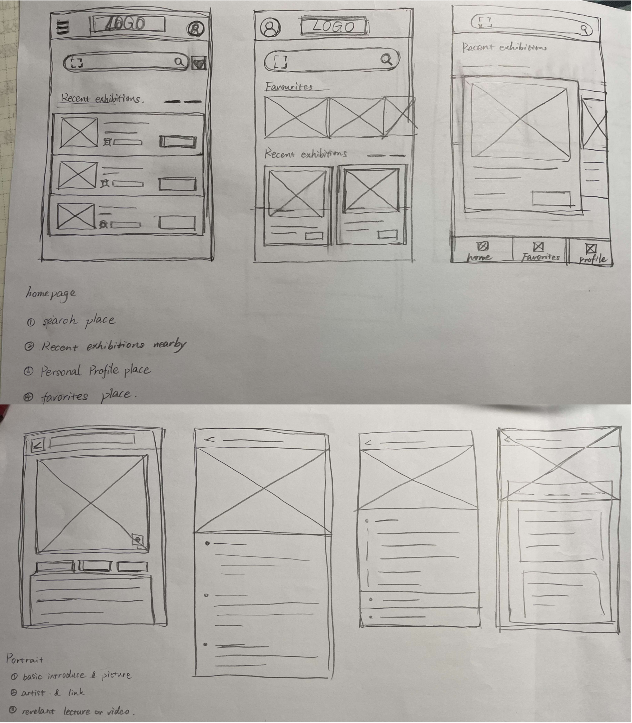 LOGO
Recent exhibitions.
LOGO
Favourites
Recent exhibitions
Recent exhibitions
home
Favorites
Profile
homepage
① search place
② Recent exhibitions nearby
③ Personal Profile place
④ favorites place.
Portrait
① basic introduce & picture
② artist & link
③ revelant lecture or video.